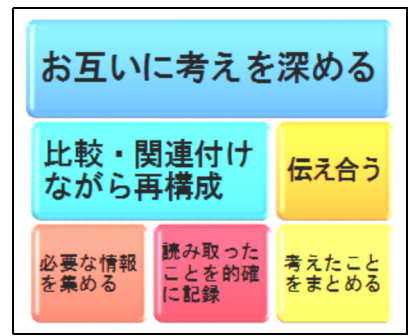 お互いに考えを深める
比較・関連付け
ながら再構成
伝え合う
必要な情報
を集める
読み取った
ことを的確
に記録
考えたこと
をまとめる